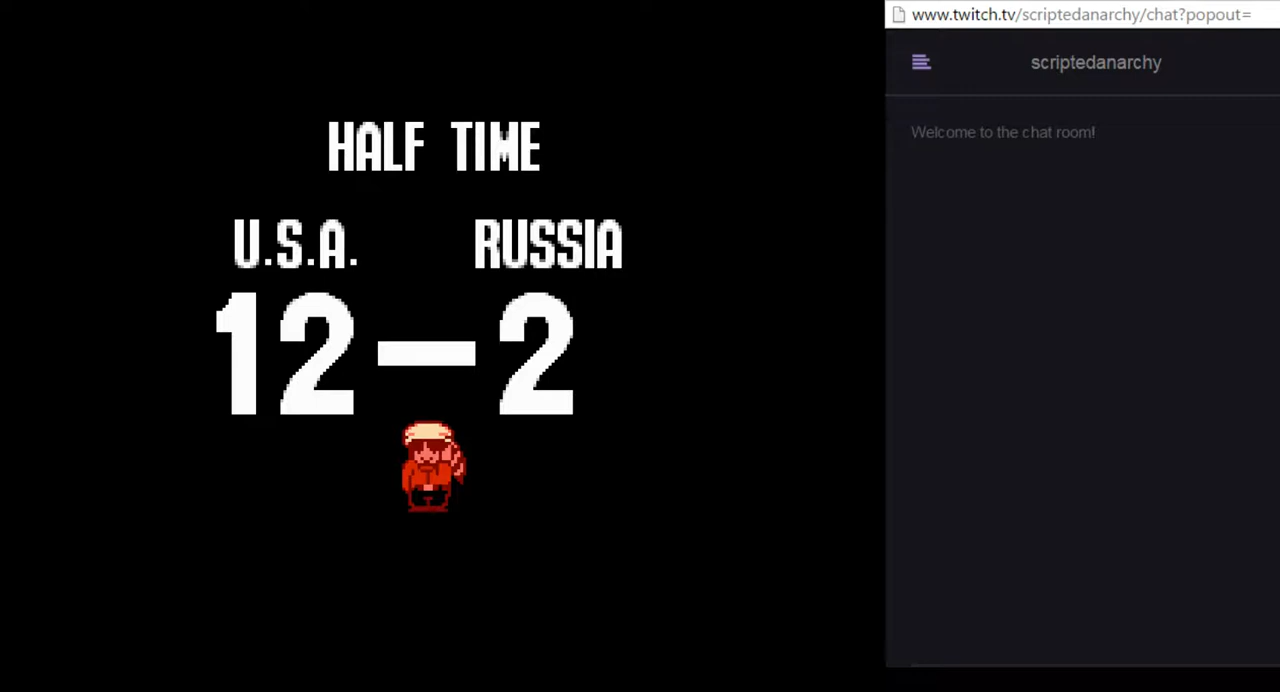 HALF TIME
U.S.A. RUSSIA
12–2
www.twitch.tv/scriptedanarchy/chat?popout=
scriptedanarchy
Welcome to the chat room!